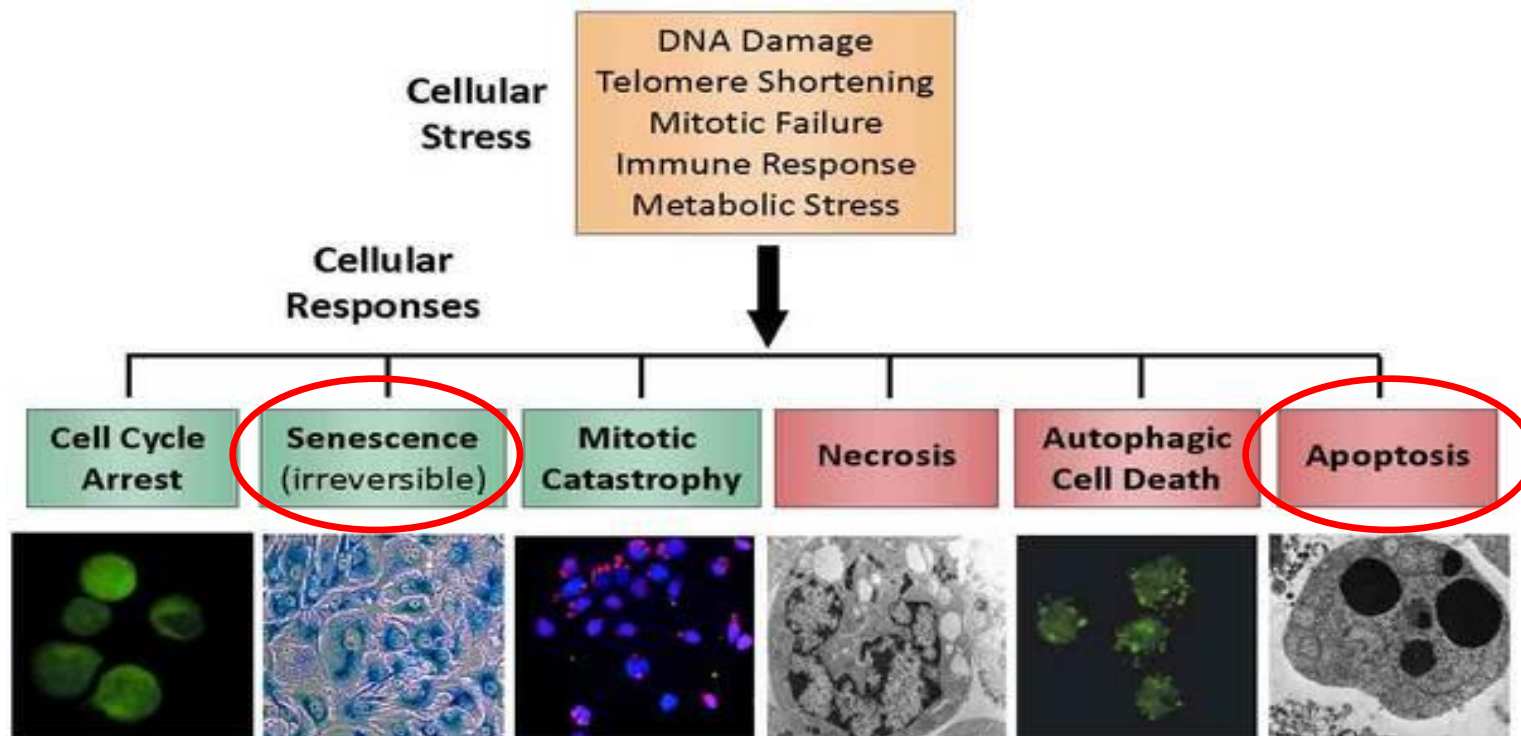 Cellular
Stress
DNA Damage
Telomere Shortening
Mitotic Failure
Immune Response
Metabolic Stress
Cellular
Responses
Cell Cycle
Arrest
Senescence
(irreversible)
Mitotic
Catastrophy
Necrosis
Autophagic
Cell Death
Apoptosis